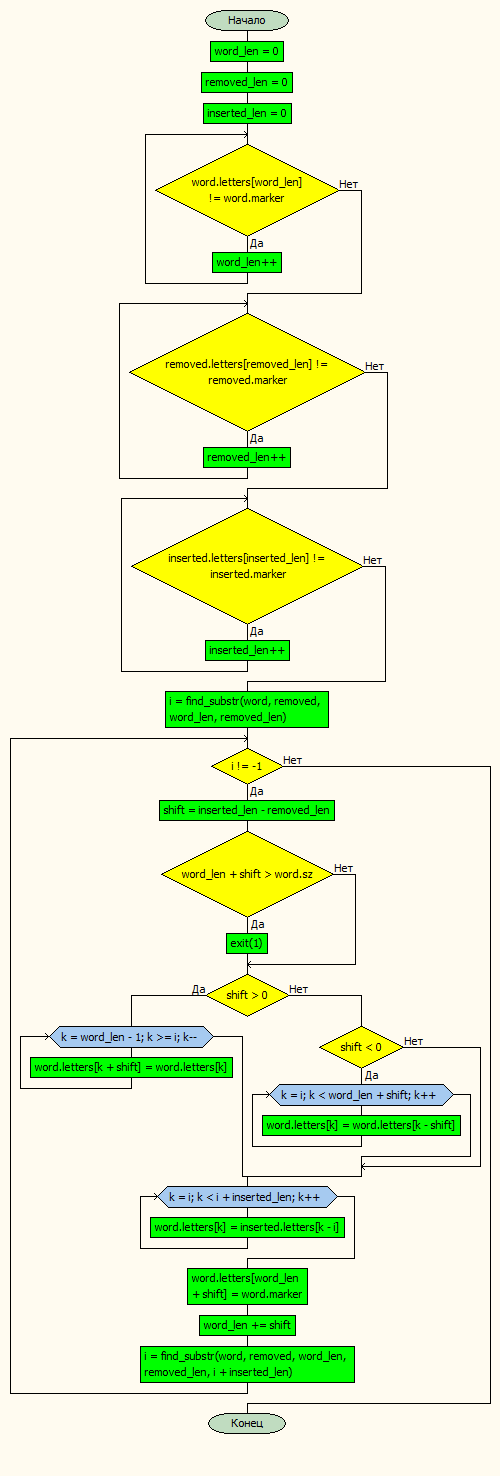 Начало
word_len = 0
removed_len = 0
inserted_len = 0
word.letters[word_len]
!= word.marker
Нет
Да
word_len++
removed.letters[removed_len] !=
removed.marker
Нет
Да
removed_len++
inserted.letters[inserted_len] !=
inserted.marker
Нет
Да
inserted_len++
i = find_substr(word, removed,
word_len, removed_len)
i != -1
Нет
Да
shift = inserted_len - removed_len
word_len + shift > word.sz
Нет
Да
exit(1)
Да
shift > 0
Нет
k = word_len - 1; k >= i; k--
word.letters[k + shift] = word.letters[k]
shift < 0
Нет
Да
k = i; k < word_len + shift; k++
word.letters[k] = word.letters[k - shift]
k = i; k < i + inserted_len; k++
word.letters[k] = inserted.letters[k - i]
word.letters[word_len
+ shift] = word.marker
word_len += shift
i = find_substr(word, removed, word_len,
removed_len, i + inserted_len)
Конец